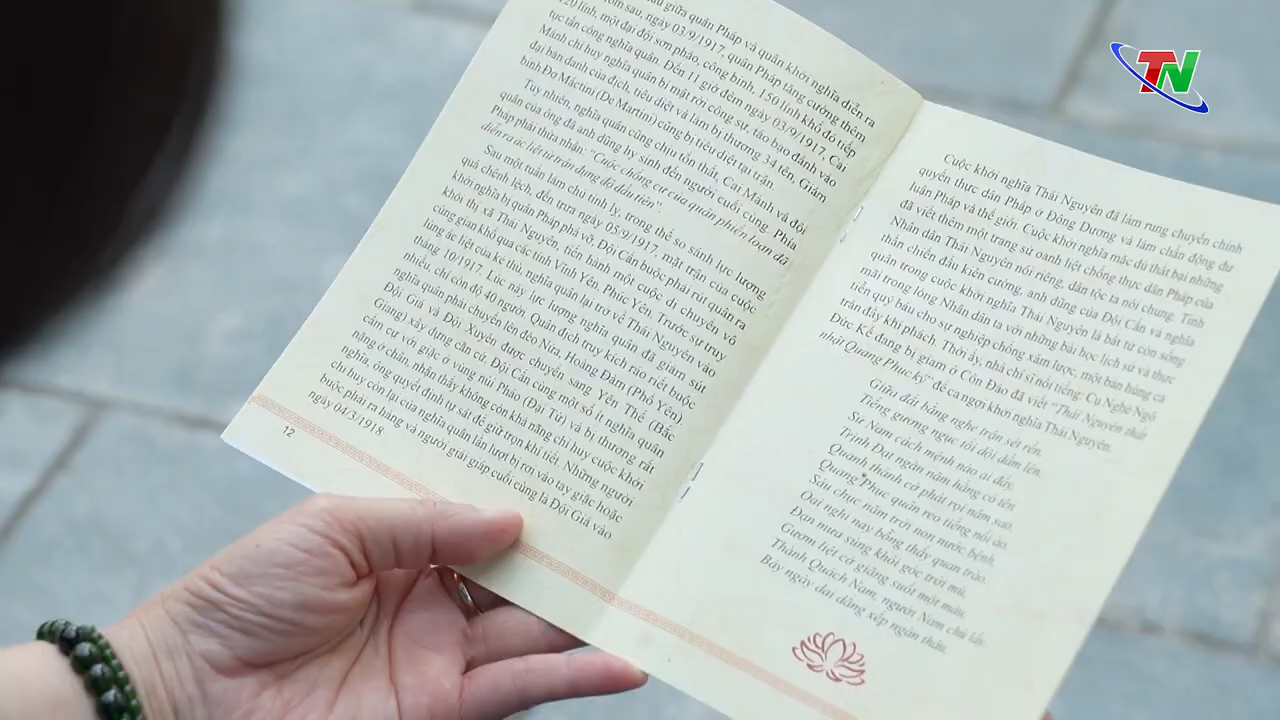 giữa quân Pháp và quân khởi nghĩa diễn ra
sau, ngày 03/9/1917, quân Pháp tăng cường thêm
120 lính, một đại đội sơn pháo, công binh, 150 lính khố đỏ tiếp
tục tấn công nghĩa quân. Đến 11 giờ đêm ngày 03/9/1917, Cai
Mánh chỉ huy nghĩa quân bí mật rời công sự, táo bạo đánh vào
đại bản danh của địch, tiêu diệt và làm bị thương 34 tên. Giám
binh Đa Máctini (De Martini) cũng bị tiêu diệt tại trận.
Tuy nhiên, nghĩa quân cũng chịu tổn thất, Cai Mánh và đội
quân của ông đã anh dũng hy sinh đến người cuối cùng. Phía
Pháp phải thừa nhận: “Cuộc chống cự của quân phiến loạn đã
diễn ra ác liệt tư trận dụng độ đầu tiên”.
Sau một tuần làm chủ tỉnh lỵ, trong thế so sánh lực lượng
quá chênh lệch, đến trưa ngày 05/9/1917, mặt trận của cuộc
khởi nghĩa bị quân Pháp phá vỡ, Đội Cấn buộc phải rút quân ra
khỏi thị xã Thái Nguyên, tiến hành một cuộc di chuyển vô
cùng gian khổ qua các tỉnh Vĩnh Yên, Phúc Yên. Trước sự truy
lùng ác liệt của kẻ thù, nghĩa quân lại trở về Thái Nguyên vào
tháng 10/1917. Lúc này lực lượng nghĩa quân đã giảm sút
nhiều, chỉ còn độ 40 người. Quân địch truy kích ráo riết buộc
nghĩa quân phải chuyển lên đèo Nứa, Hoàng Đàm (Phổ Yên).
Đội Giá và Đội Xuyên được chuyển sang Yên Thế (Bắc
Giang) xây dựng căn cứ. Đội Cấn cùng một số ít nghĩa quân
cầm cự với giặc ở vùng núi Pháo (Đại Từ) và bị thương rất
nặng ở chân, nhận thấy không còn khả năng chỉ huy cuộc khởi
nghĩa, ông quyết định tự sát để giữ trọn khí tiết. Những người
chỉ huy còn lại của nghĩa quân lần lượt bị rơi vào tay giặc hoặc
buộc phải ra hàng và người phải giải giáp cuối cùng là Đội Giá vào
ngày 04/3/1918.
12
Cuộc khởi nghĩa Thái Nguyên đã làm rung chuyển chính
quyền thực dân Pháp ở Đông Dương và làm chấn động dư
luận Pháp và thế giới. Cuộc khởi nghĩa mặc dù thất bại nhưng
đã viết thêm một trang sử oanh liệt chống thực dân Pháp của
Nhân dân Thái Nguyên nói riêng, dân tộc ta nói chung. Tinh
thần chiến đấu kiên cường, anh dũng của Đội Cấn và nghĩa
quân trong cuộc khởi nghĩa Thái Nguyên là bất tử còn sống
mãi trong lòng Nhân dân ta với những bài học lịch sử và thực
tiễn quý báu cho sự nghiệp chống xâm lược, một bản hùng ca
tràn đầy khí phách. Thời ấy, nhà chí sĩ nổi tiếng: Cụ Nghè Ngô
Đức Kế đang bị giam ở Côn Đảo đã viết “Thái Nguyên thất
nhật Quang Phục ký” để ca ngợi khởi nghĩa Thái Nguyên.
Giữa đất bằng nghe trận sét rền,
Tiếng gương ngục tối dội dầm lên,
Sử Nam cách mệnh nào ai đấy,
Trịnh Đạt ngàn năm hằng có tên
Quanh thành cờ phất rọi năm sao,
Quang Phục quân reo tiếng nổi ào.
Sáu chục năm trời non nước bệnh,
Oai nghi nay bỗng thấy quan trào.
Đạn mưa súng khói góc trời mù,
Gươm liệt cờ giăng suốt một mùa,
Thành Quách Nam, người Nam chủ lấc
Bảy ngày dai dẳng xếp ngàn thâu.
TN